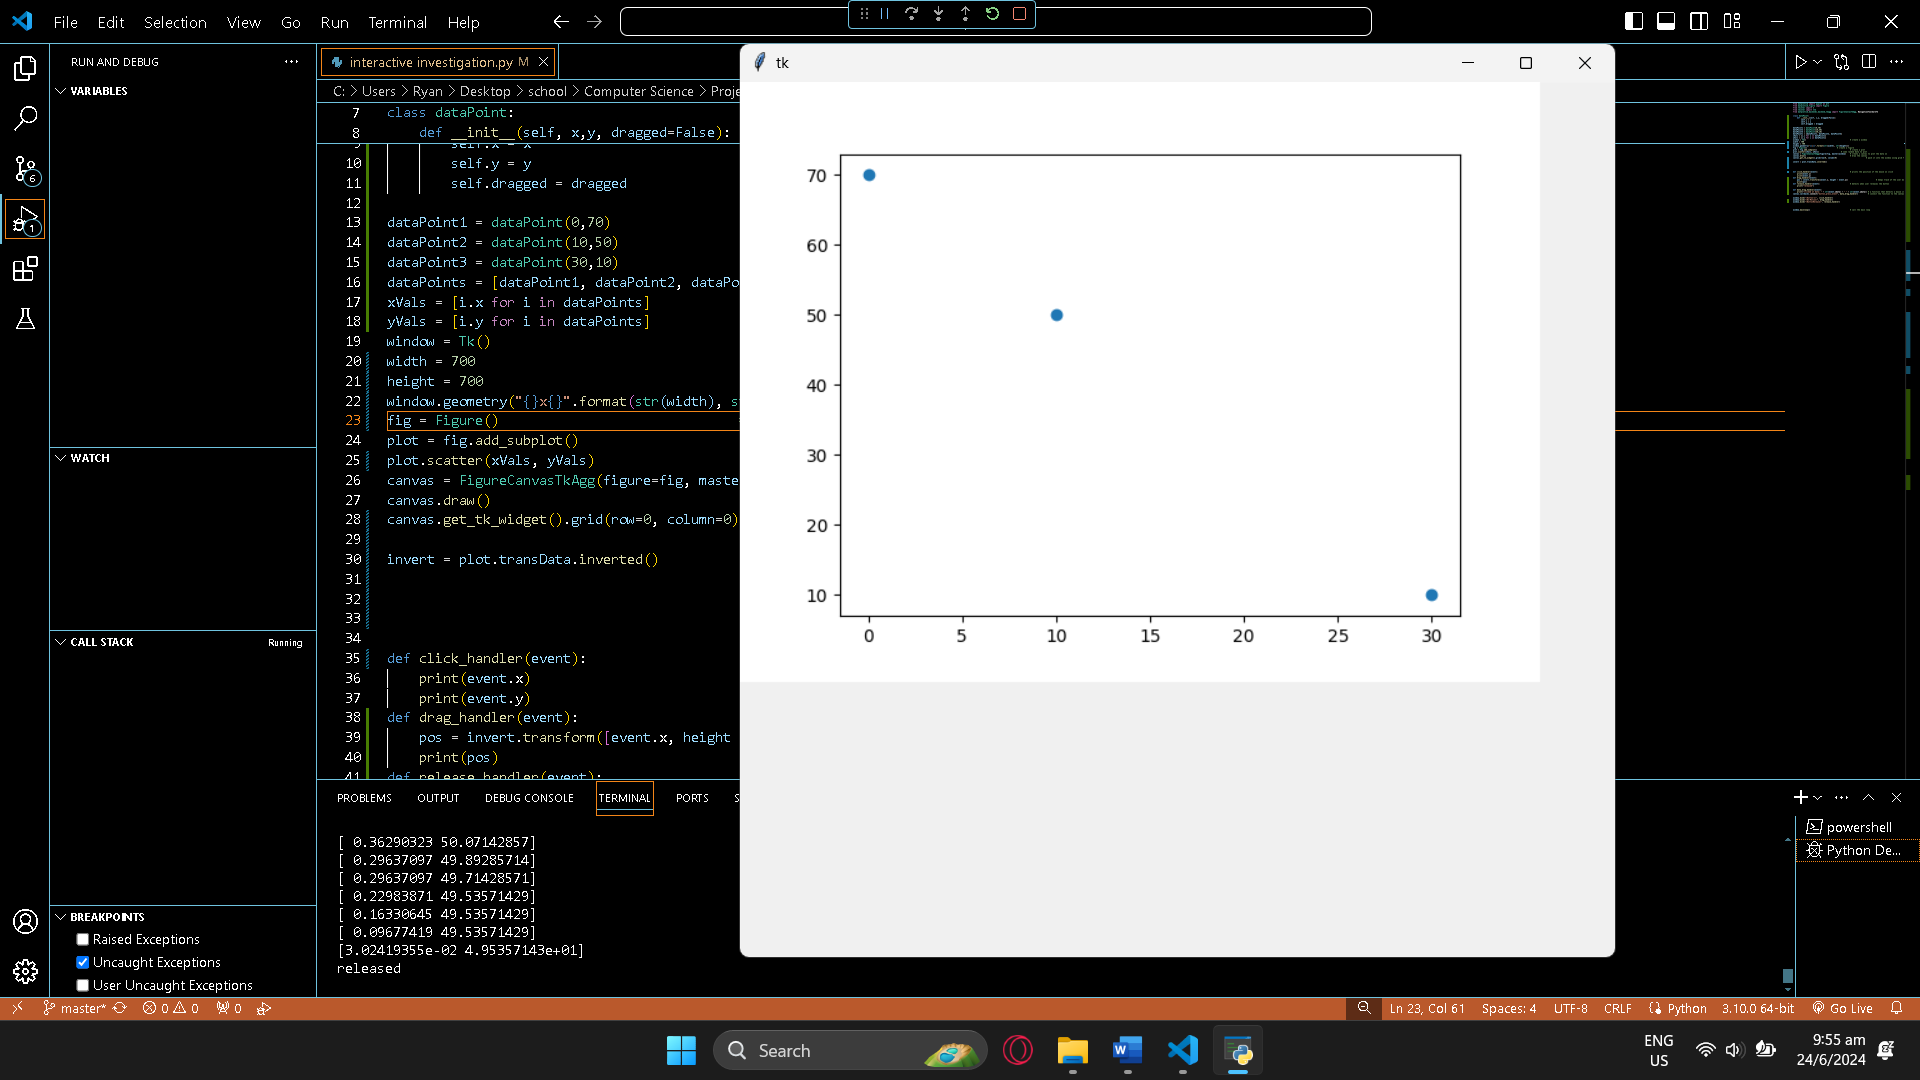 File Edit Selection View Go Run Terminal Help
RUN AND DEBUG
VARIABLES
WATCH
CALL STACK
Running
BREAKPOINTS
Raised Exceptions
Uncaught Exceptions
User Uncaught Exceptions
interactive investigation.py M
C: > Users > Ryan > Desktop > school > Computer Science > Proje
7 class dataPoint:
8 def __init__(self, x,y, dragged=False):
9 self.x = x
10 self.y = y
11 self.dragged = dragged
12
13 dataPoint1 = dataPoint(0,70)
14 dataPoint2 = dataPoint(10,50)
15 dataPoint3 = dataPoint(30,10)
16 dataPoints = [dataPoint1, dataPoint2, dataPo
17 xVals = [i.x for i in dataPoints]
18 yVals = [i.y for i in dataPoints]
19 window = Tk()
20 width = 700
21 height = 700
22 window.geometry("{}x{}".format(str(width), s
23 fig = Figure()
24 plot = fig.add_subplot()
25 plot.scatter(xVals, yVals)
26 canvas = FigureCanvasTkAgg(figure=fig, maste
27 canvas.draw()
28 canvas.get_tk_widget().grid(row=0, column=0)
29
30 invert = plot.transData.inverted()
31
32
33
34
35 def click_handler(event):
36 print(event.x)
37 print(event.y)
38 def drag_handler(event):
39 pos = invert.transform([event.x, height
40 print(pos)
41 def release_handler(event):
tk
70
60
50
40
30
20
10
0 5 10 15 20 25 30
PROBLEMS OUTPUT DEBUG CONSOLE TERMINAL PORTS S
[ 0.36290323 50.07142857]
[ 0.29637097 49.89285714]
[ 0.29637097 49.71428571]
[ 0.22983871 49.53571429]
[ 0.16330645 49.53571429]
[ 0.09677419 49.53571429]
[3.02419355e-02 4.95357143e+01]
released
powershell
Python De...
6
1
master* 0 0 0
Ln 23, Col 61 Spaces: 4 UTF-8 CRLF Python 3.10.0 64-bit Go Live
Search
ENG
US
9:55 am
24/6/2024